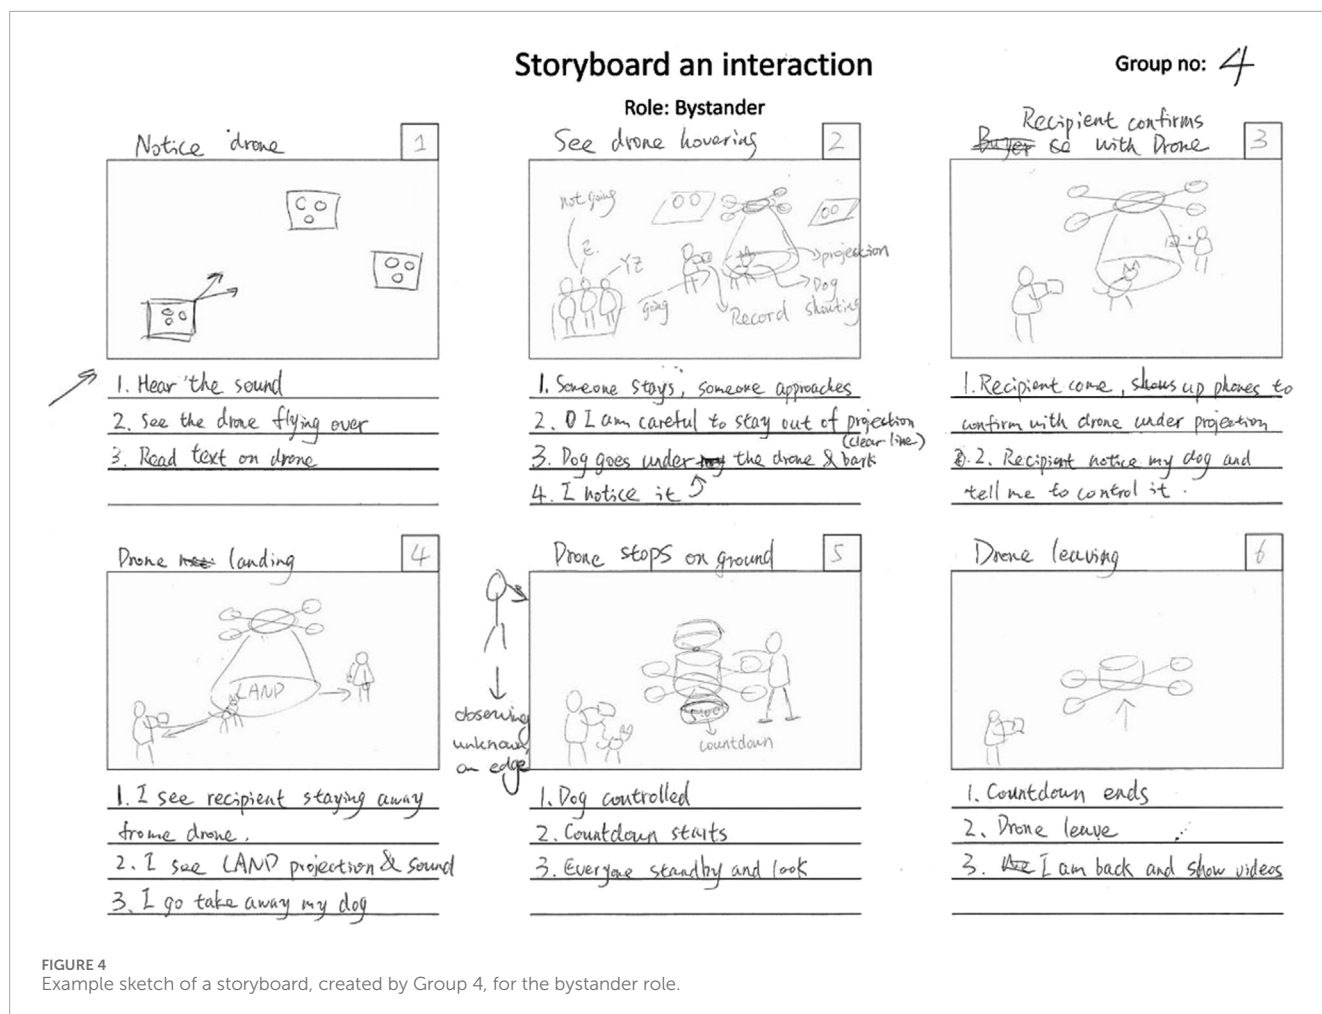 Storyboard an interaction
Group no: 4
Role: Bystander
Notice drone
1
1. Hear the sound
2. See the drone flying over
3. Read text on drone
See drone hovering
2
not going
Z
YZ
going
projection
Dog
shouting
Record
1. Someone stays, someone approaches
2. I am careful to stay out of projection
(clear line)
3. Dog goes under the drone & bark
4. I notice it
Recipient confirms
Buyer with Drone
3
1. Recipient come, shows up phones to
confirm with drone under projection
2. Recipient notice my dog and
tell me to control it.
Drone landing
4
LAND
1. I see recipient staying away
frome drone.
2. I see LAND projection & sound
3. I go take away my dog
observing
unknown
on edge
Drone stops on ground
5
countdown
1. Dog controlled
2. Countdown starts
3. Everyone standby and look
Drone leaving
6
1. Countdown ends
2. Drone leave
3. I am back and show videos
FIGURE 4
Example sketch of a storyboard, created by Group 4, for the bystander role.